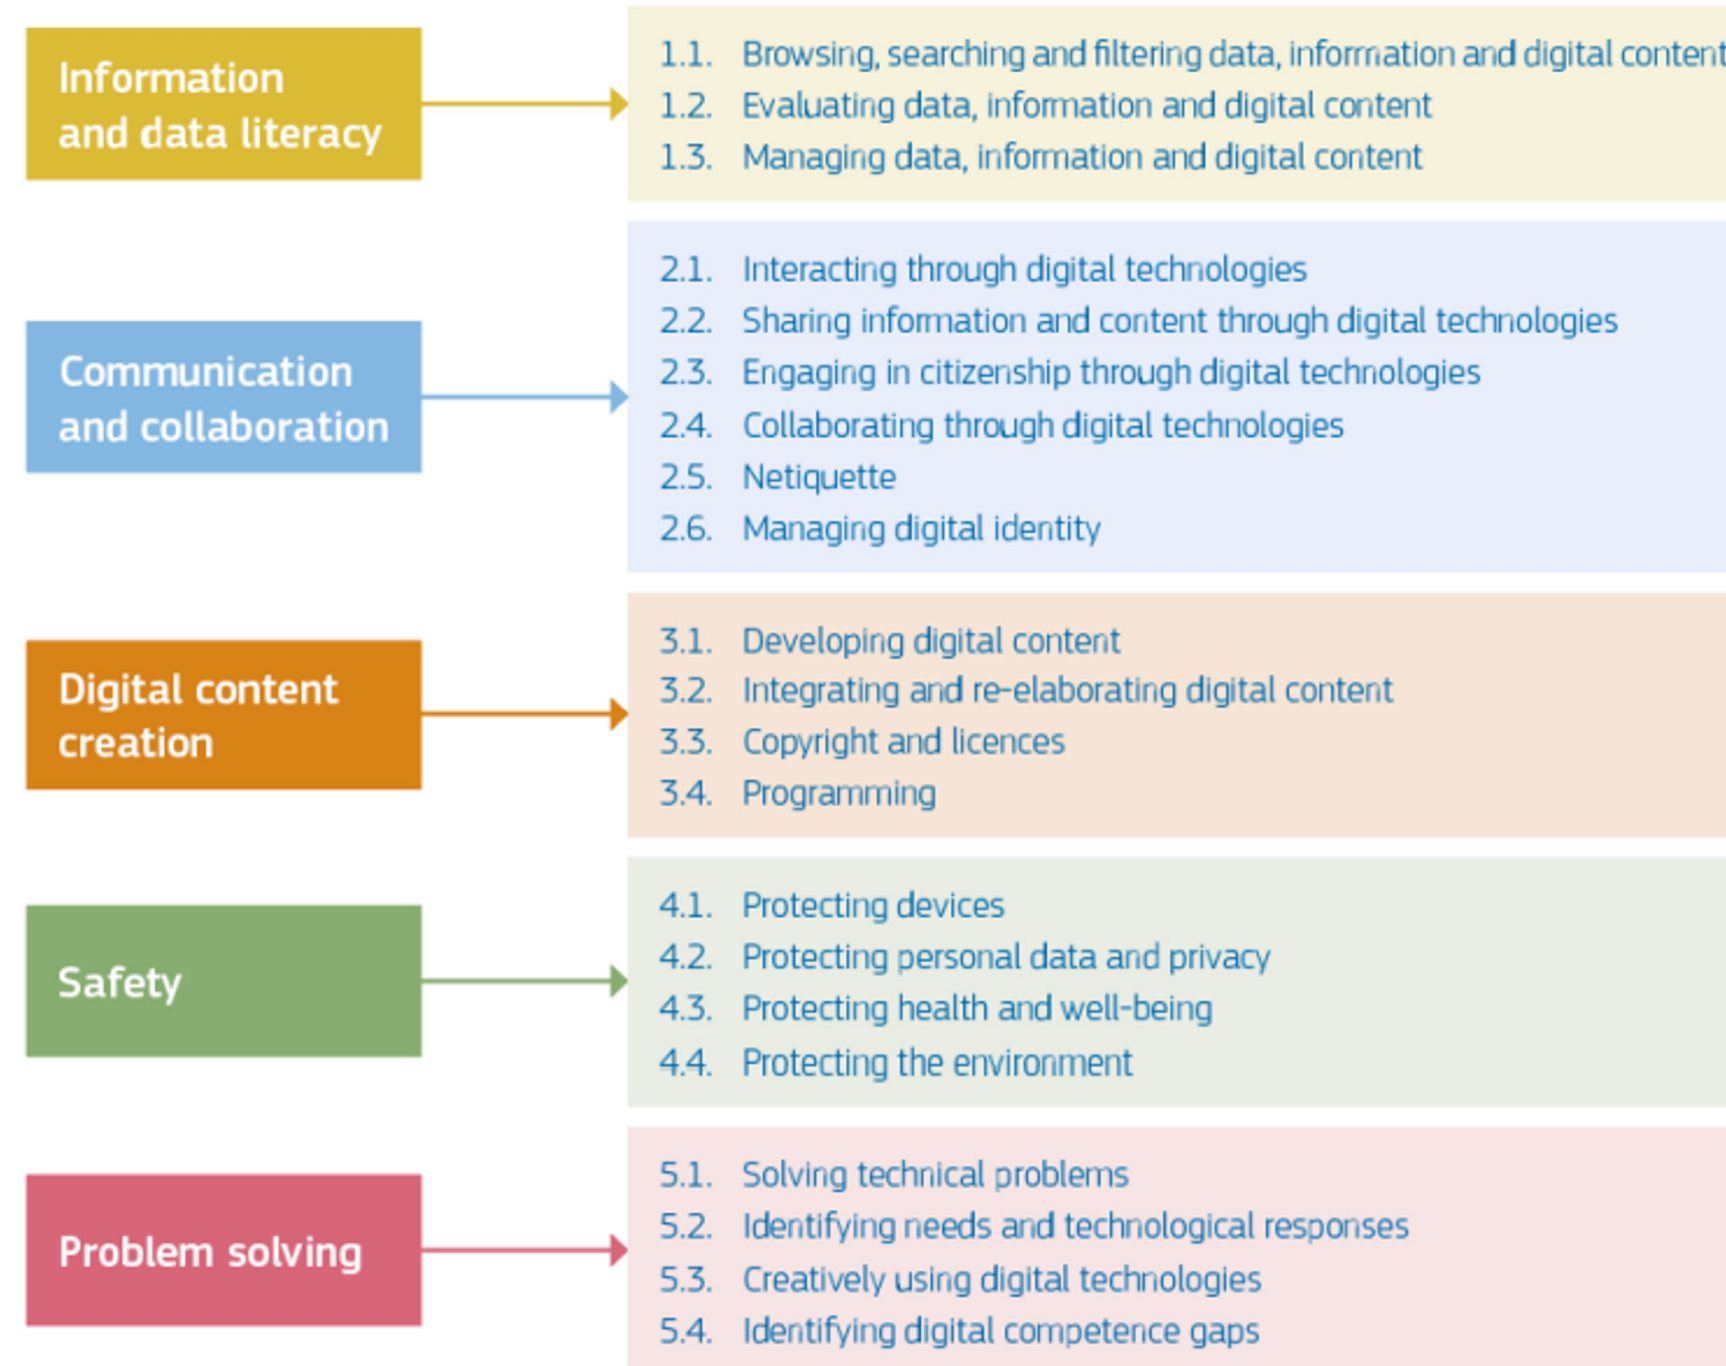 Information
and data literacy
1.1. Browsing, searching and filtering data, information and digital content
1.2. Evaluating data, information and digital content
1.3. Managing data, information and digital content
Communication
and collaboration
2.1. Interacting through digital technologies
2.2. Sharing information and content through digital technologies
2.3. Engaging in citizenship through digital technologies
2.4. Collaborating through digital technologies
2.5. Netiquette
2.6. Managing digital identity
Digital content
creation
3.1. Developing digital content
3.2. Integrating and re-elaborating digital content
3.3. Copyright and licences
3.4. Programming
Safety
4.1. Protecting devices
4.2. Protecting personal data and privacy
4.3. Protecting health and well-being
4.4. Protecting the environment
Problem solving
5.1. Solving technical problems
5.2. Identifying needs and technological responses
5.3. Creatively using digital technologies
5.4. Identifying digital competence gaps